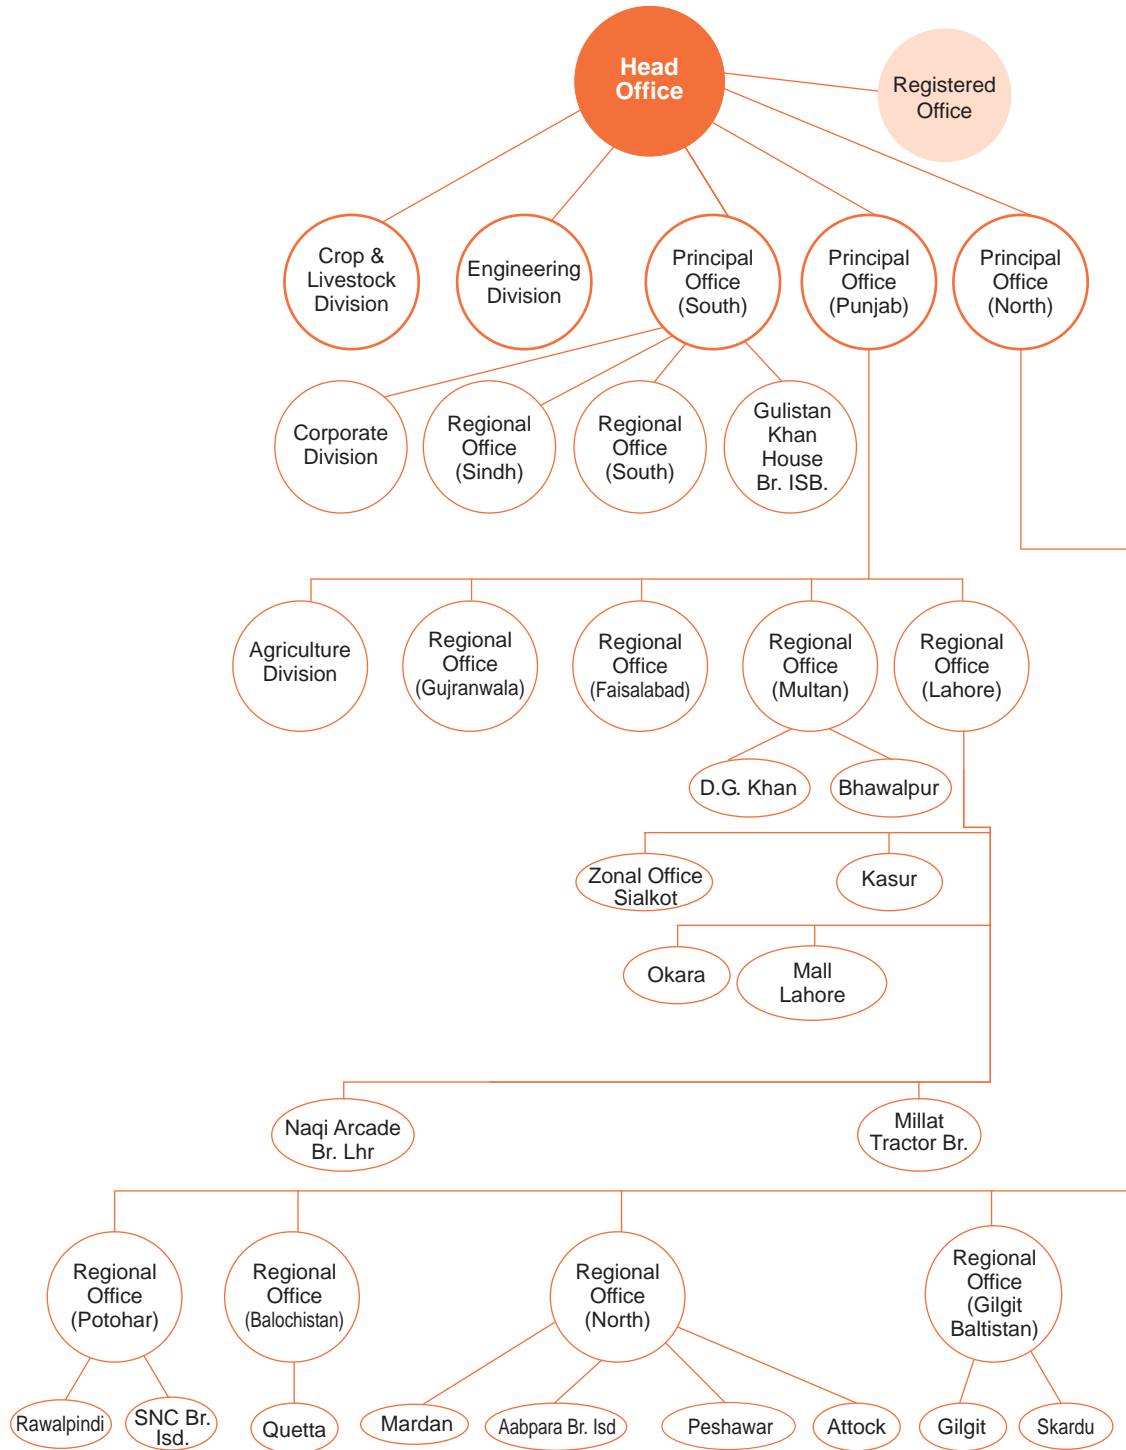 Head
Office
Registered
Office
Crop &
Livestock
Division
Engineering
Division
Principal
Office
(South)
Principal
Office
(Punjab)
Principal
Office
(North)
Corporate
Division
Regional
Office
(Sindh)
Regional
Office
(South)
Gulistan
Khan
House
Br. ISB.
Agriculture
Division
Regional
Office
(Gujranwala)
Regional
Office
(Faisalabad)
Regional
Office
(Multan)
Regional
Office
(Lahore)
D.G. Khan
Bhawalpur
Zonal Office
Sialkot
Kasur
Okara
Mall
Lahore
Naqi Arcade
Br. Lhr
Millat
Tractor Br.
Regional
Office
(Potohar)
Regional
Office
(Balochistan)
Regional
Office
(North)
Regional
Office
(Gilgit
Baltistan)
Rawalpindi
SNC Br.
Isd.
Quetta
Mardan
Aabpara Br. Isd
Peshawar
Attock
Gilgit
Skardu